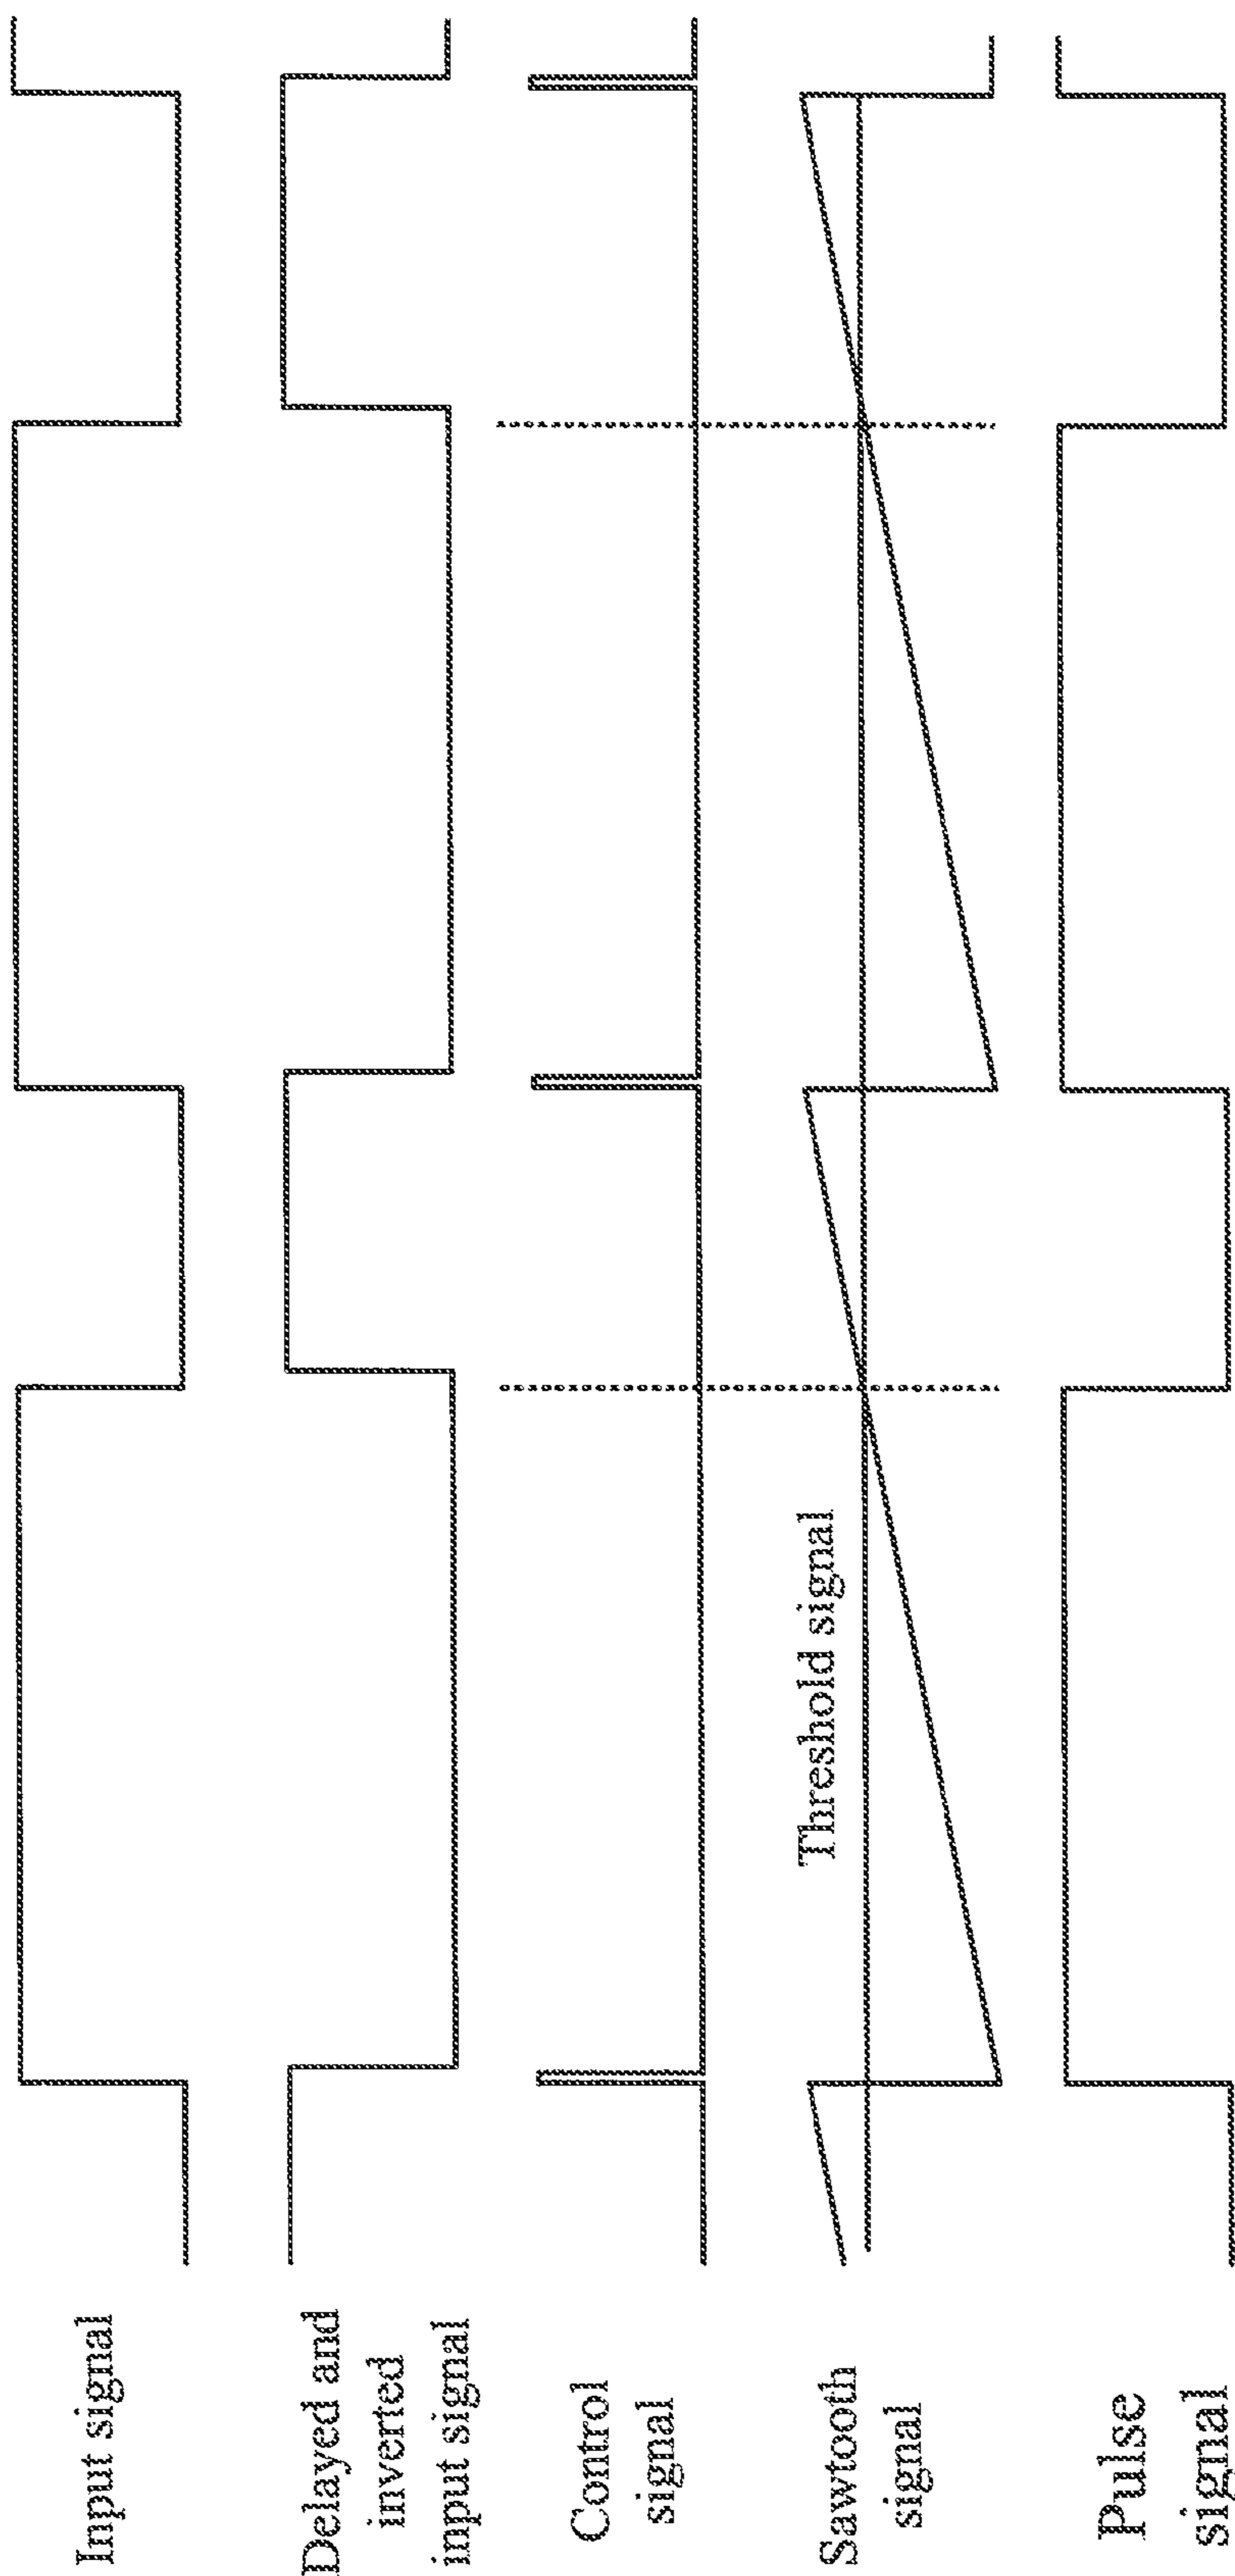 Input signal
Delayed and
inverted
input signal
Control
signal
Threshold signal
Sawtooth
signal
Pulse
signal